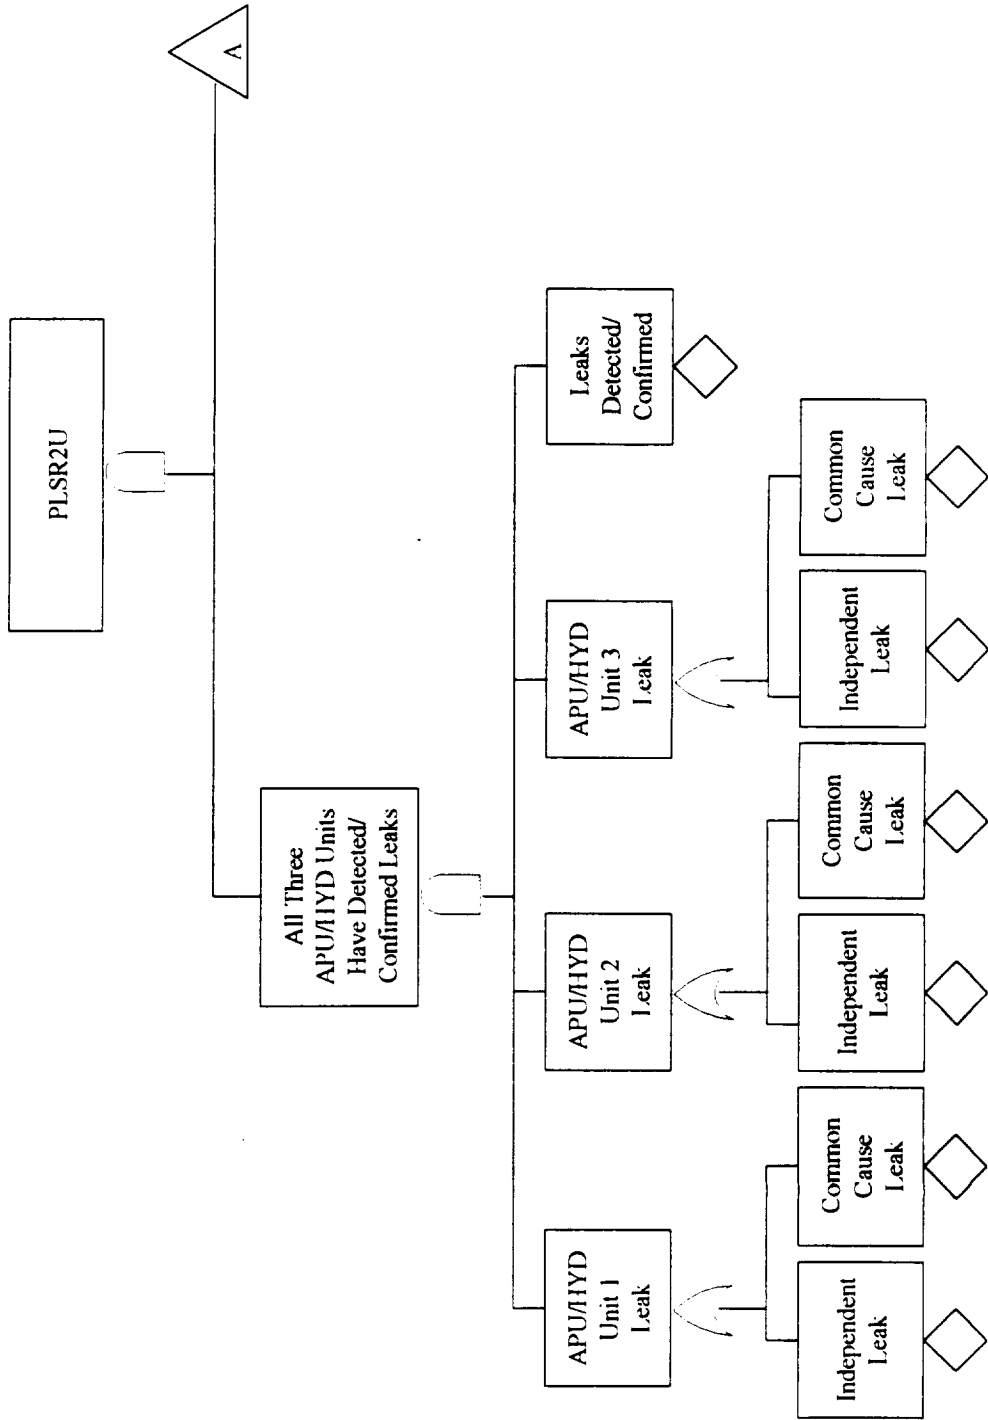 PLSR2U
A
All Three
APU/HYD Units
Have Detected/
Confirmed Leaks
APU/HYD
Unit 1
Leak
APU/HYD
Unit 2
Leak
APU/HYD
Unit 3
Leak
Leaks
Detected/
Confirmed
Independent
Leak
Common
Cause
Leak
Independent
Leak
Common
Cause
Leak
Independent
Leak
Common
Cause
Leak